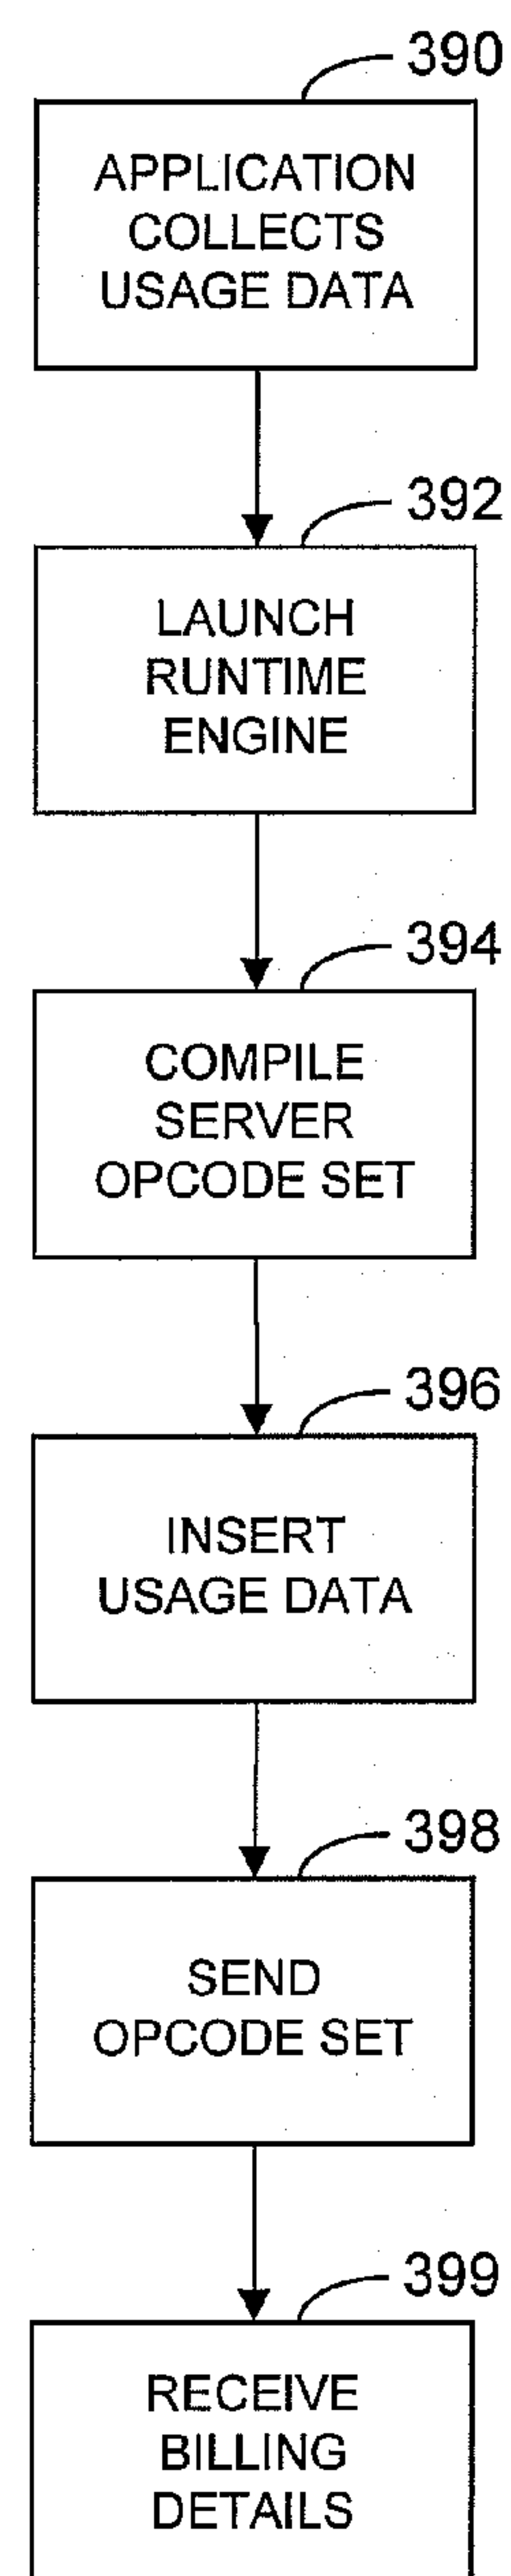 390
APPLICATION
COLLECTS
USAGE DATA
392
LAUNCH
RUNTIME
ENGINE
394
COMPILE
SERVER
OPCODE SET
396
INSERT
USAGE DATA
398
SEND
OPCODE SET
399
RECEIVE
BILLING
DETAILS